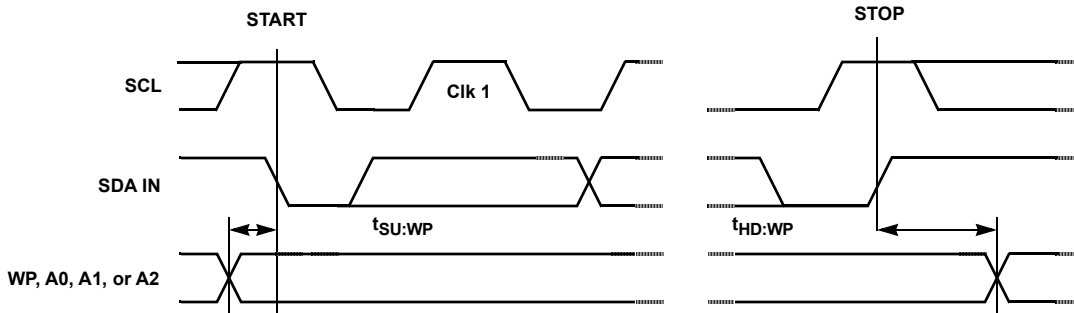 START
STOP
SCL
Clk 1
SDA IN
tSU:WP
tHD:WP
WP, A0, A1, or A2